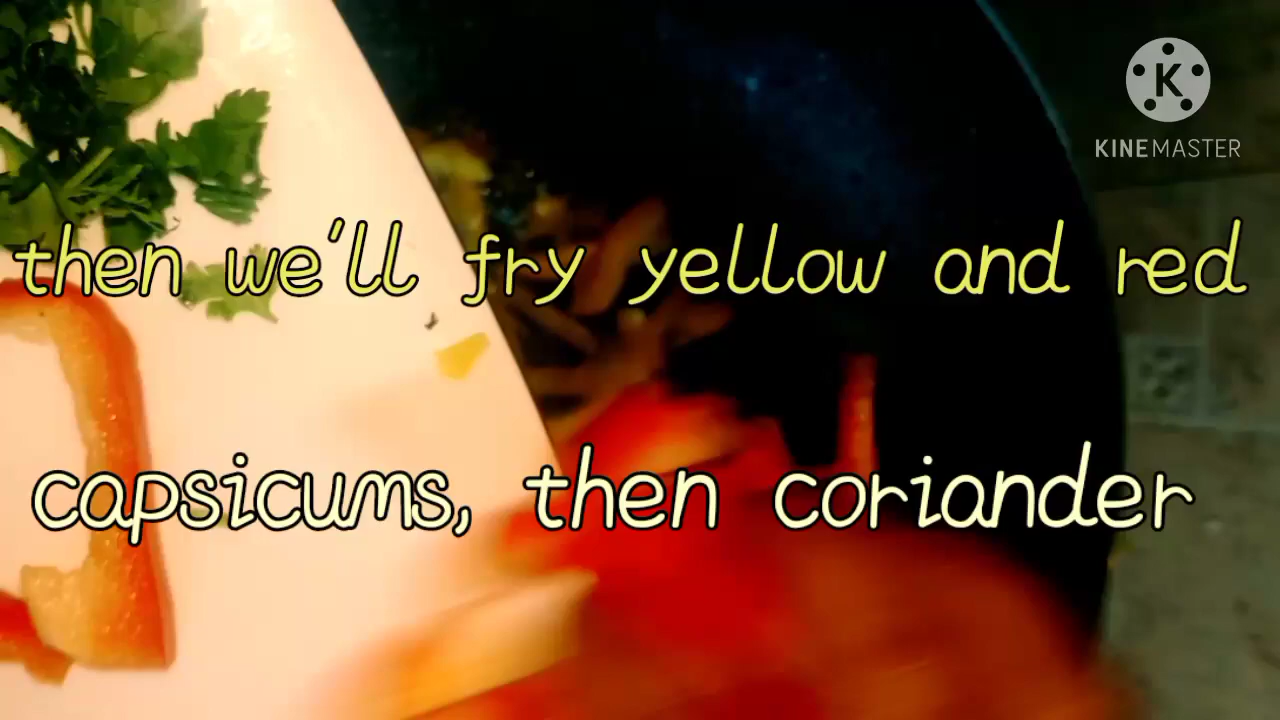 K
KINEMASTER
then we'll fry yellow and red
capsicums, then coriander